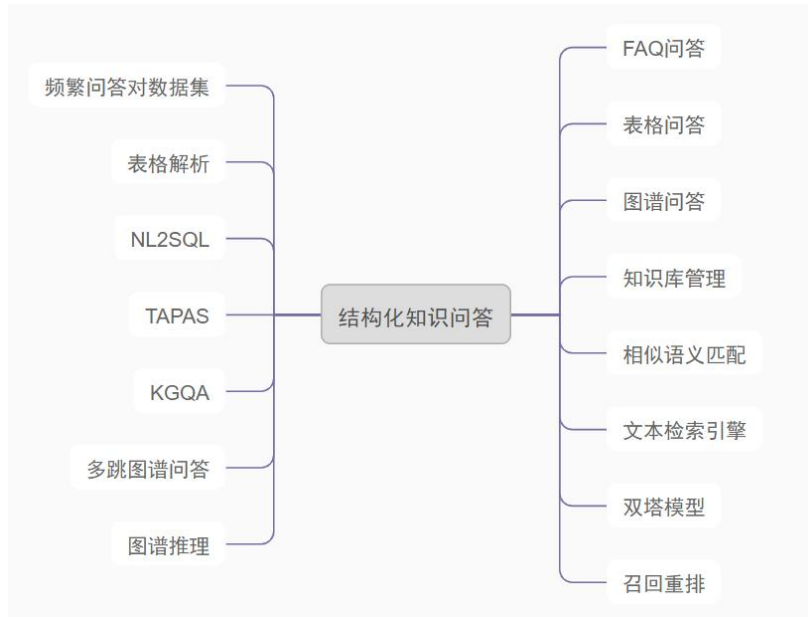 频繁问答对数据集
表格解析
NL2SQL
TAPAS
KGQA
多跳图谱问答
图谱推理
结构化知识问答
FAQ问答
表格问答
图谱问答
知识库管理
相似语义匹配
文本检索引擎
双塔模型
召回重排